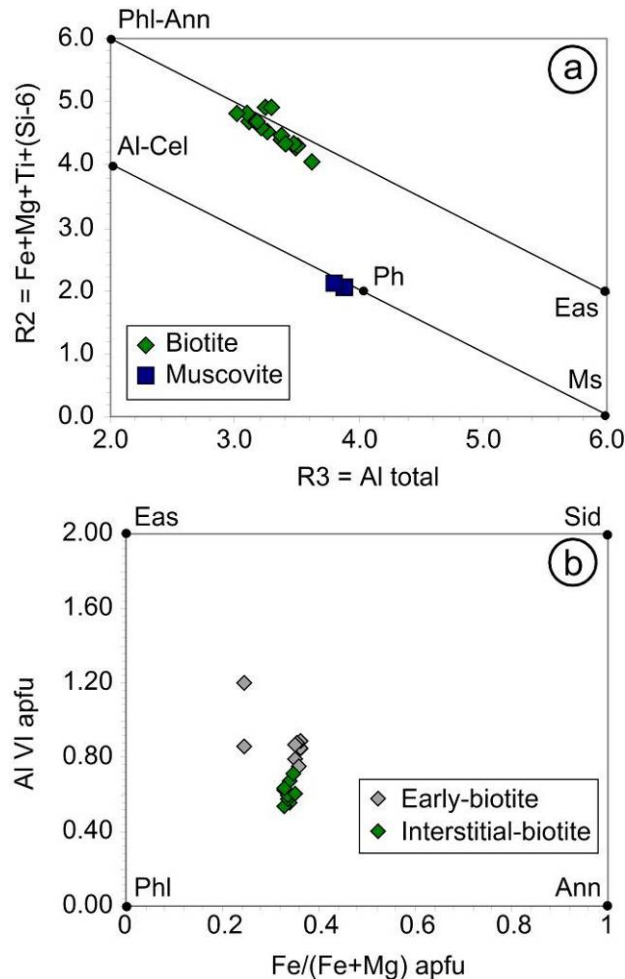 Phl-Ann
6.0
a
5.0
Al-Cel
4.0
3.0
Ph
2.0
Eas
Biotite
1.0
Muscovite
Ms
0.0
2.0 3.0 4.0 5.0 6.0
R3 = Al total
R2 = Fe+Mg+Ti+(Si-6)
Eas Sid
2.00
b
1.60
1.20
0.80
Early-biotite
0.40
Interstitial-biotite
Phl Ann
0.00
0 0.2 0.4 0.6 0.8 1
Fe/(Fe+Mg) apfu
Al VI apfu